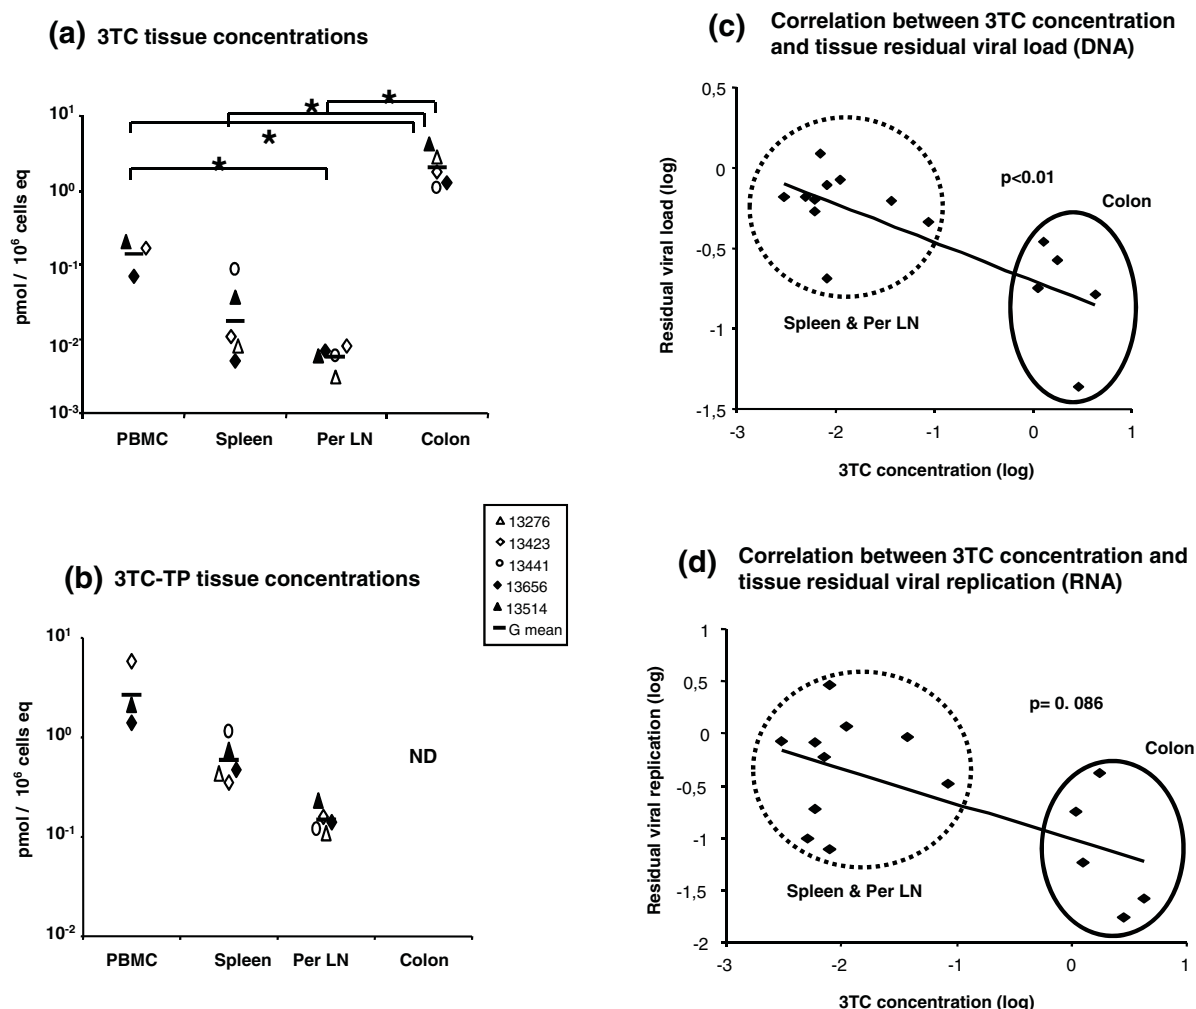 (a) 3TC tissue concentrations
pmol / 10⁶ cells eq
10¹
10⁰
10⁻¹
10⁻²
10⁻³
* * * *
PBMC Spleen Per LN Colon
(c) Correlation between 3TC concentration
and tissue residual viral load (DNA)
Residual viral load (log)
0,5
0
-0,5
-1
-1,5
p<0.01
Colon
Spleen & Per LN
-3 -2 -1 0 1
3TC concentration (log)
13276
13423
13441
13656
13514
G mean
(b) 3TC-TP tissue concentrations
pmol / 10⁶ cells eq
10¹
10⁰
10⁻¹
10⁻²
ND
PBMC Spleen Per LN Colon
(d) Correlation between 3TC concentration and
tissue residual viral replication (RNA)
Residual viral replication (log)
1
0,5
0
-0,5
-1
-1,5
-2
p= 0. 086
Colon
Spleen & Per LN
-3 -2 -1 0 1
3TC concentration (log)